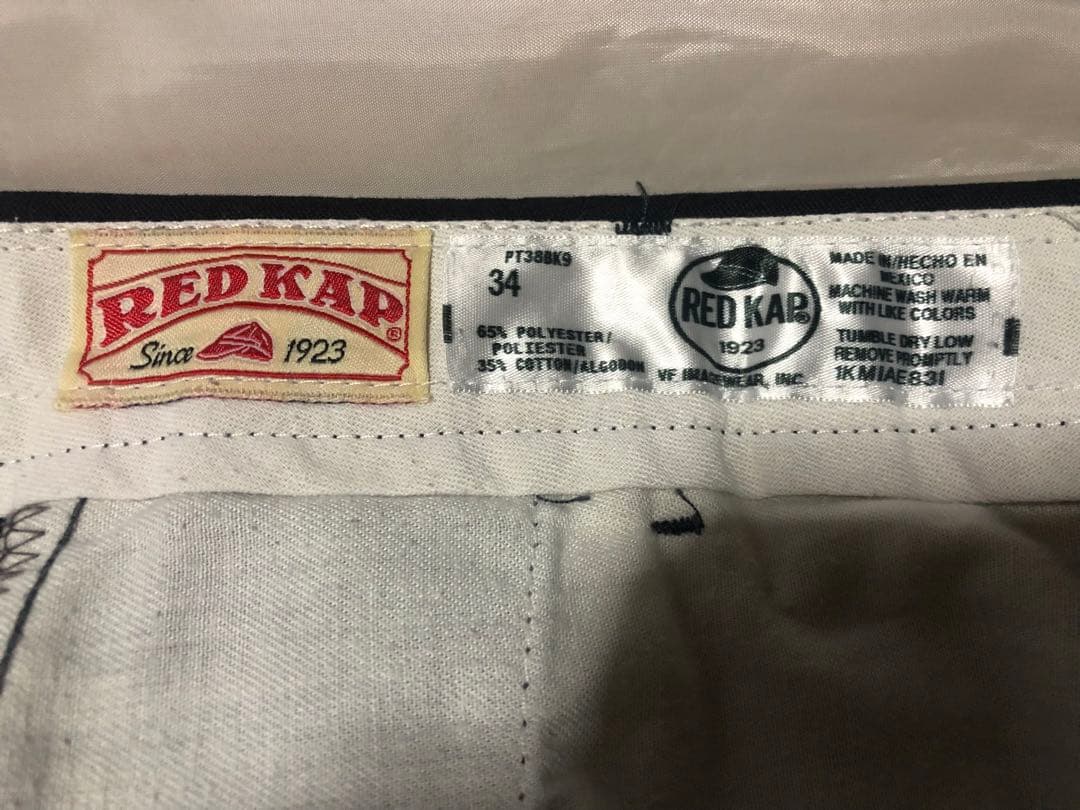 RED KAP®
Since 1923
PT38BK9
34
65% POLYESTER/
POLIESTER
35% COTTON/ALGODON
RED KAP®
1923
VF IMAGEWEAR, INC.
MADE IN/HECHO EN
MEXICO
MACHINE WASH WARM
WITH LIKE COLORS
TUMBLE DRY LOW
REMOVE PROMPTLY
1KMIAE831